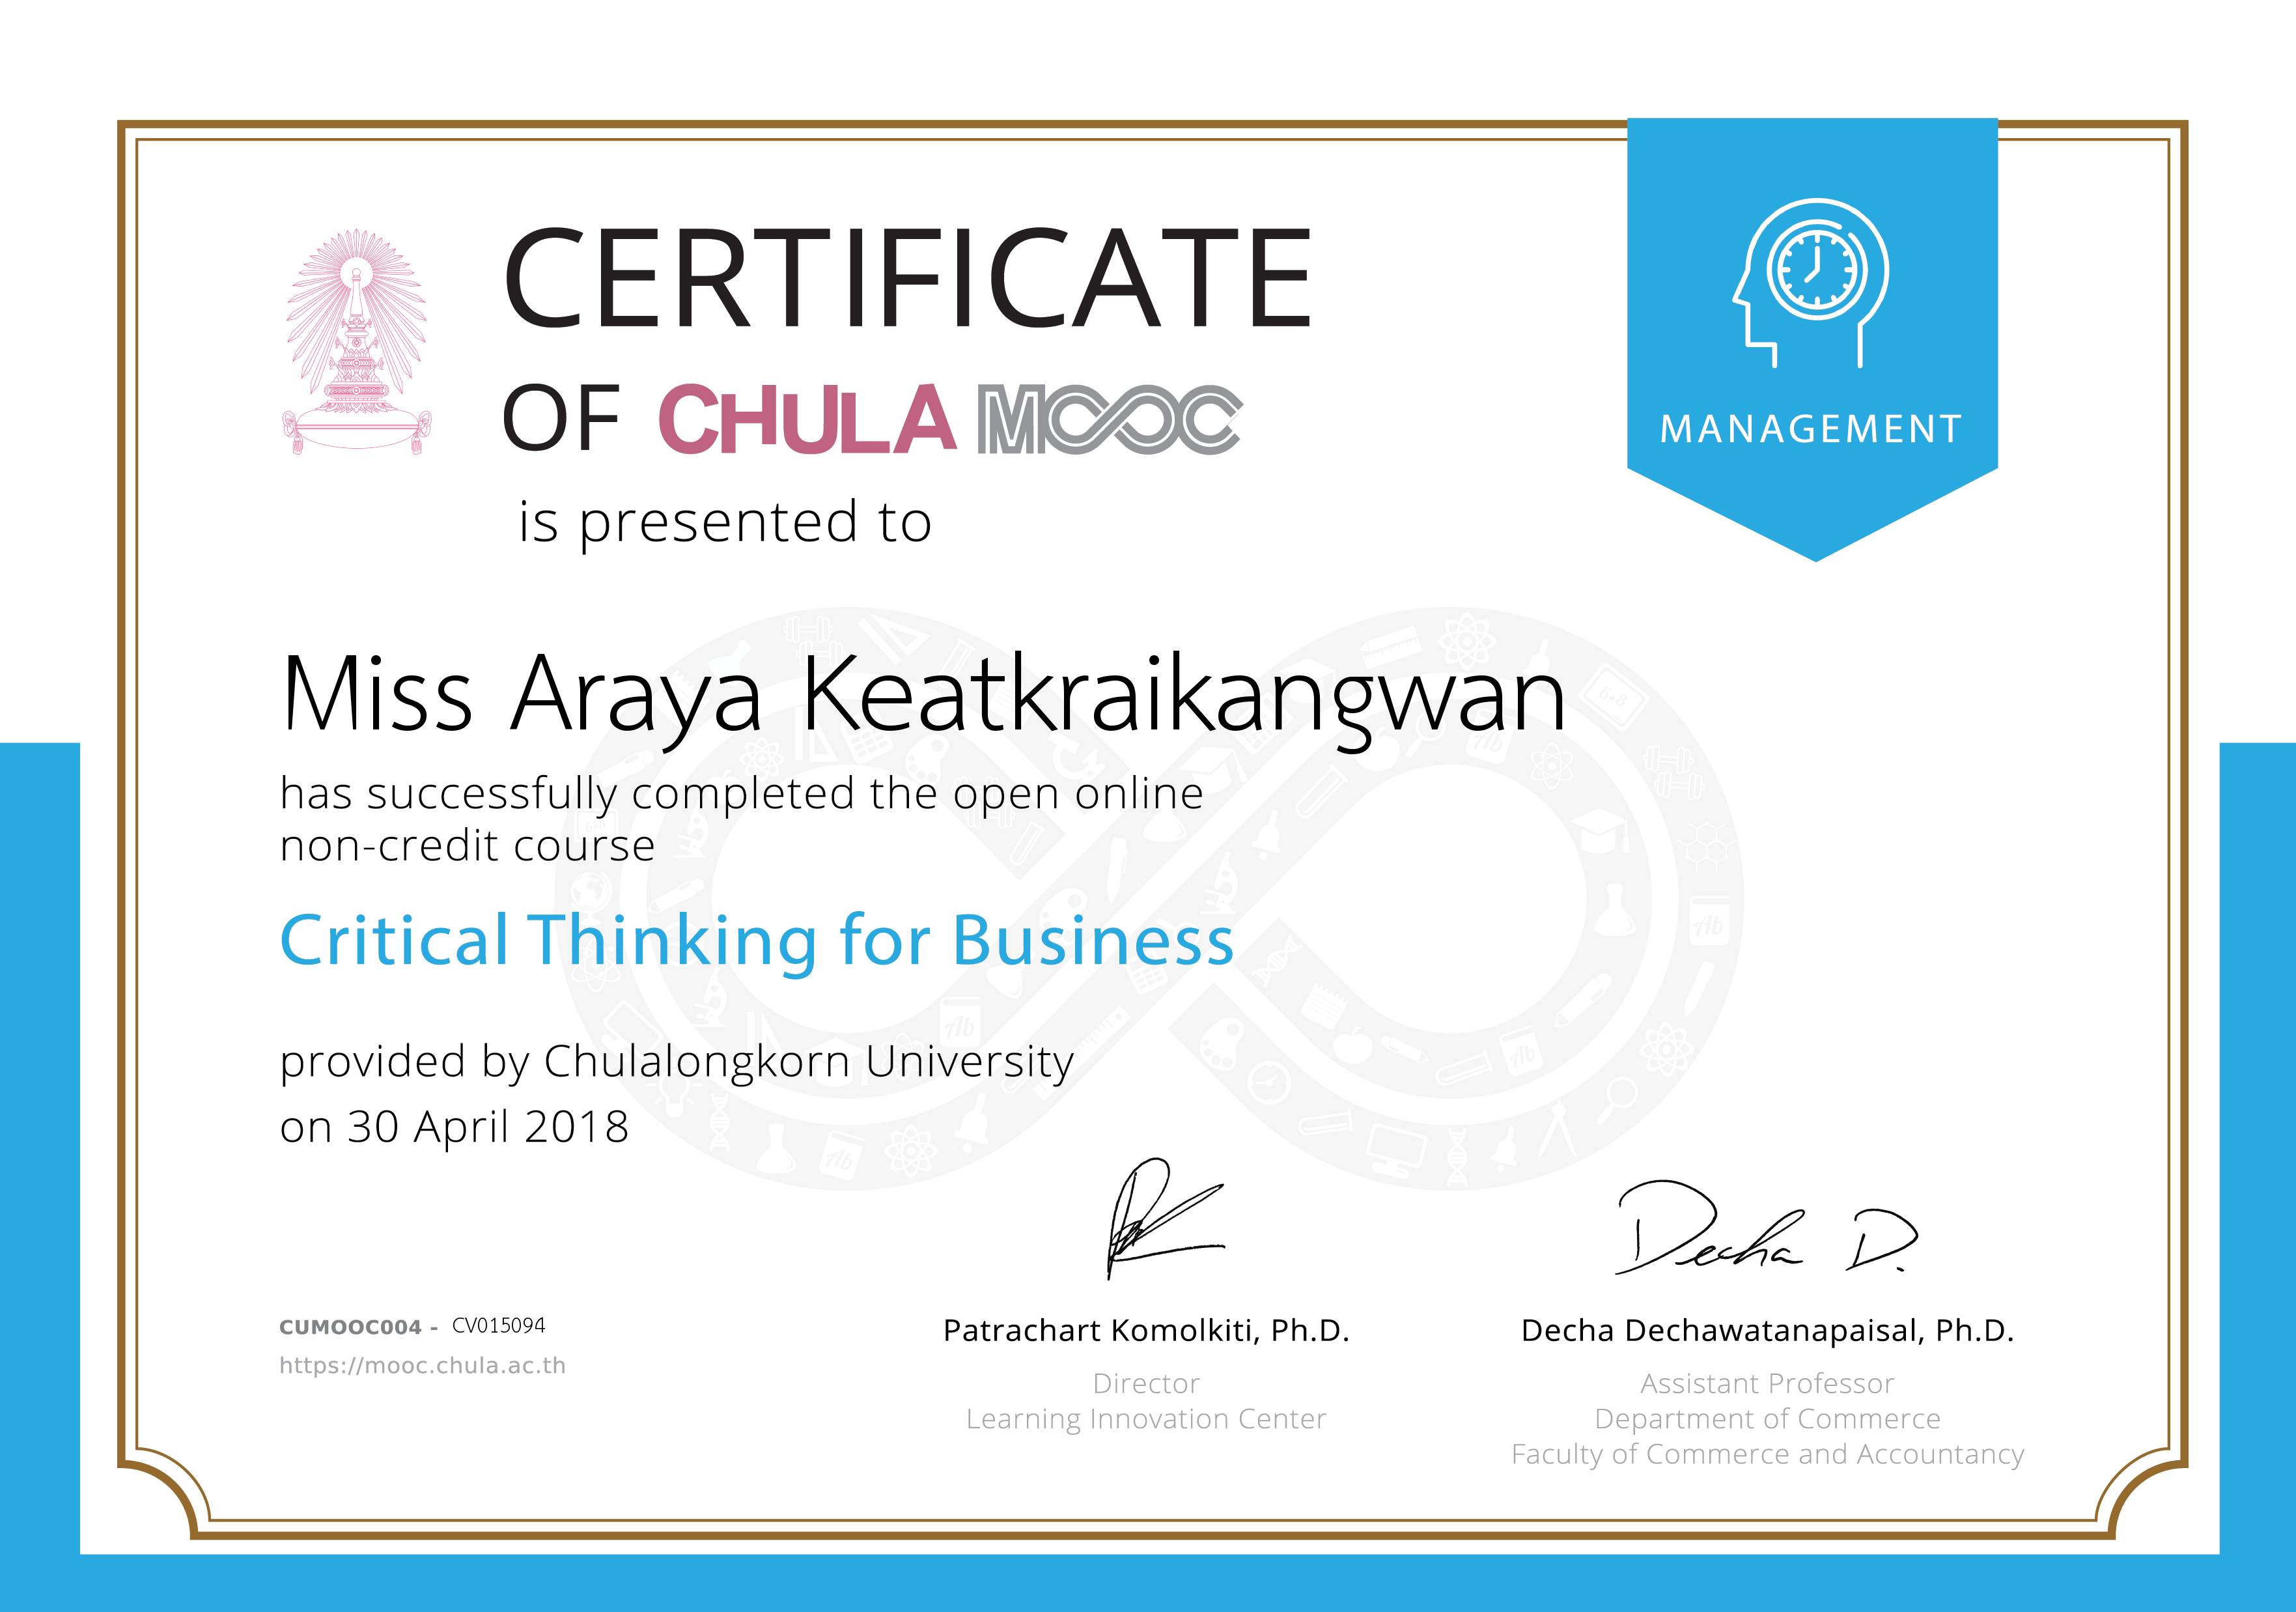 CERTIFICATE
OF CHULA MOOC
is presented to
MANAGEMENT
Miss Araya Keatkraikangwan
has successfully completed the open online
non-credit course
Critical Thinking for Business
provided by Chulalongkorn University
on 30 April 2018
Decha D.
CUMOOC004 - CV015094
https://mooc.chula.ac.th
Patrachart Komolkiti, Ph.D.
Director
Learning Innovation Center
Decha Dechawatanapaisal, Ph.D.
Assistant Professor
Department of Commerce
Faculty of Commerce and Accountancy